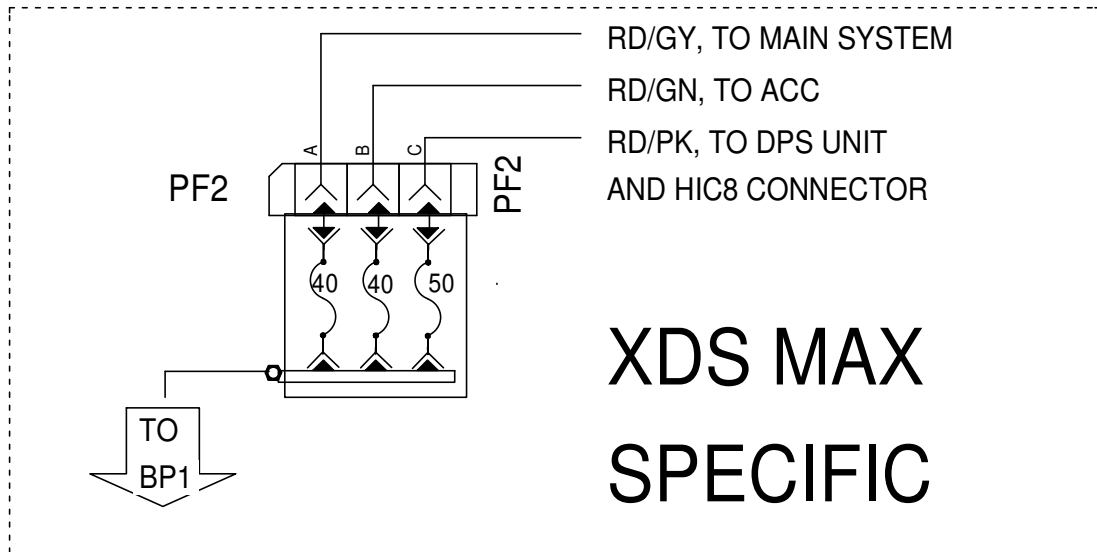 RD/GY, TO MAIN SYSTEM
RD/GN, TO ACC
RD/PK, TO DPS UNIT
AND HIC8 CONNECTOR
A
B
C
PF2
PF2
40
40
50
XDS MAX
SPECIFIC
TO
BP1